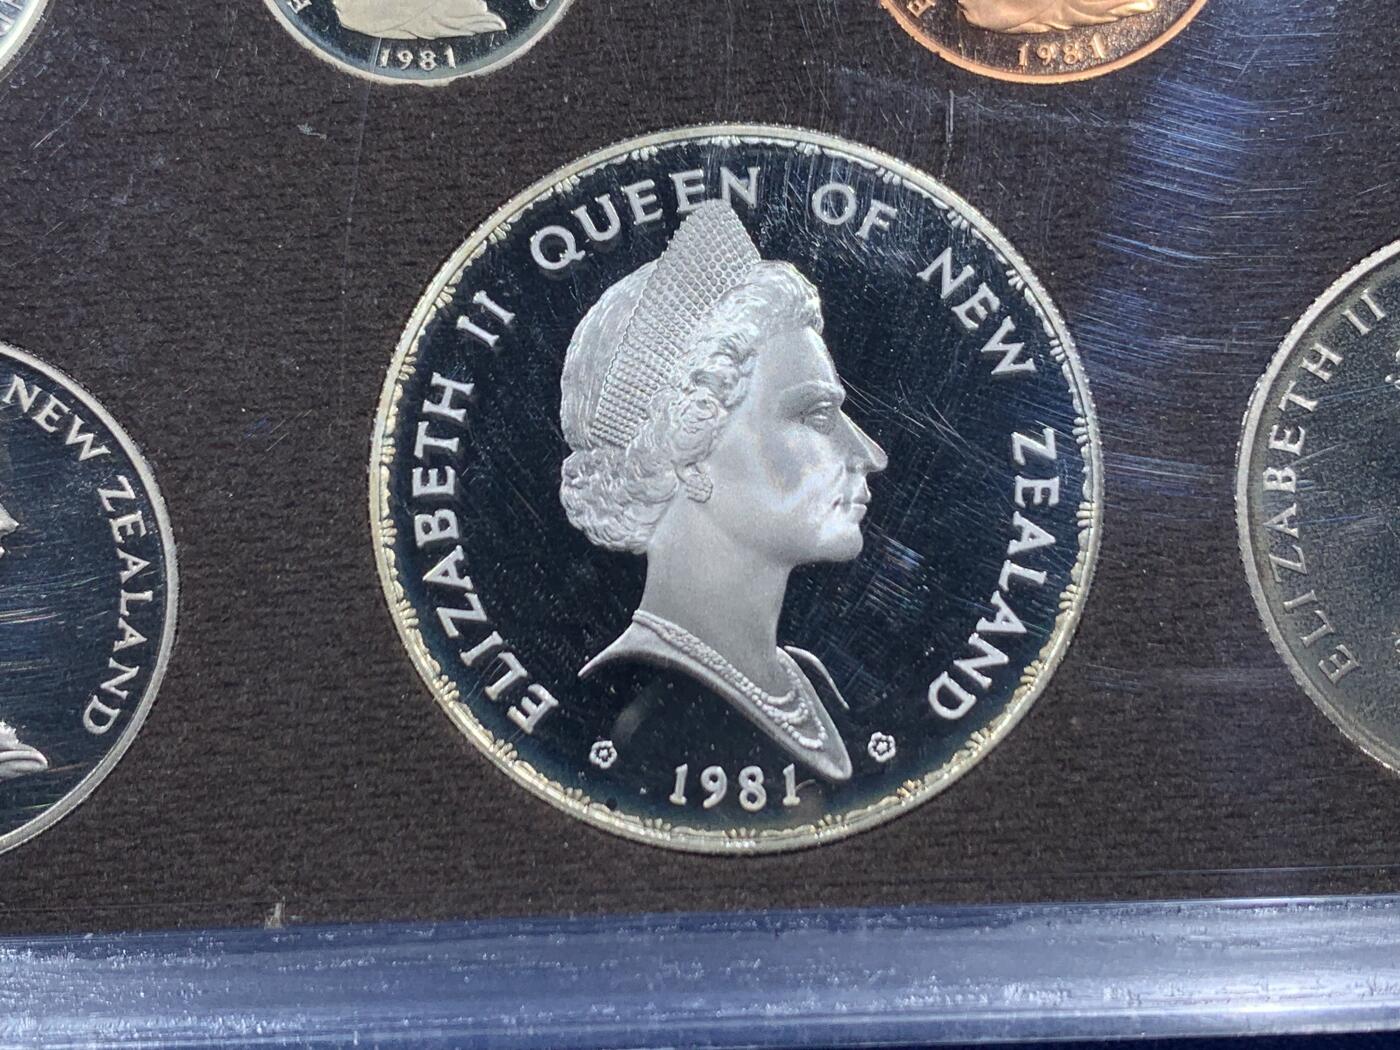 1981
1981
ELIZABETH II QUEEN OF NEW ZEALAND
1981
NEW ZEALAND
ELIZABETH II